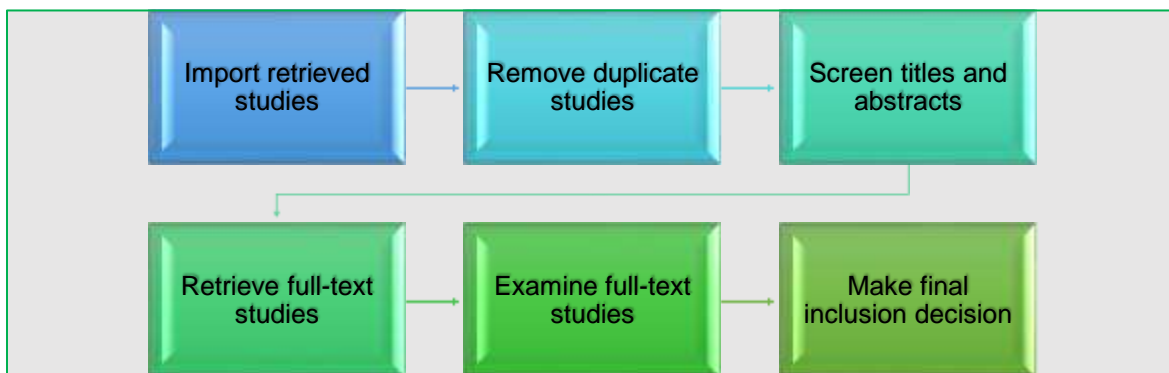 Import retrieved
studies
Remove duplicate
studies
Screen titles and
abstracts
Retrieve full-text
studies
Examine full-text
studies
Make final
inclusion decision